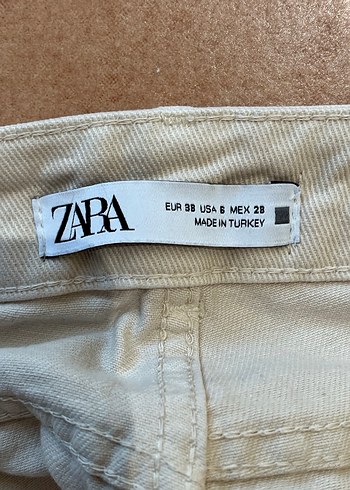 ZARA
EUR 38 USA 6 MEX 28
MADE IN TURKEY